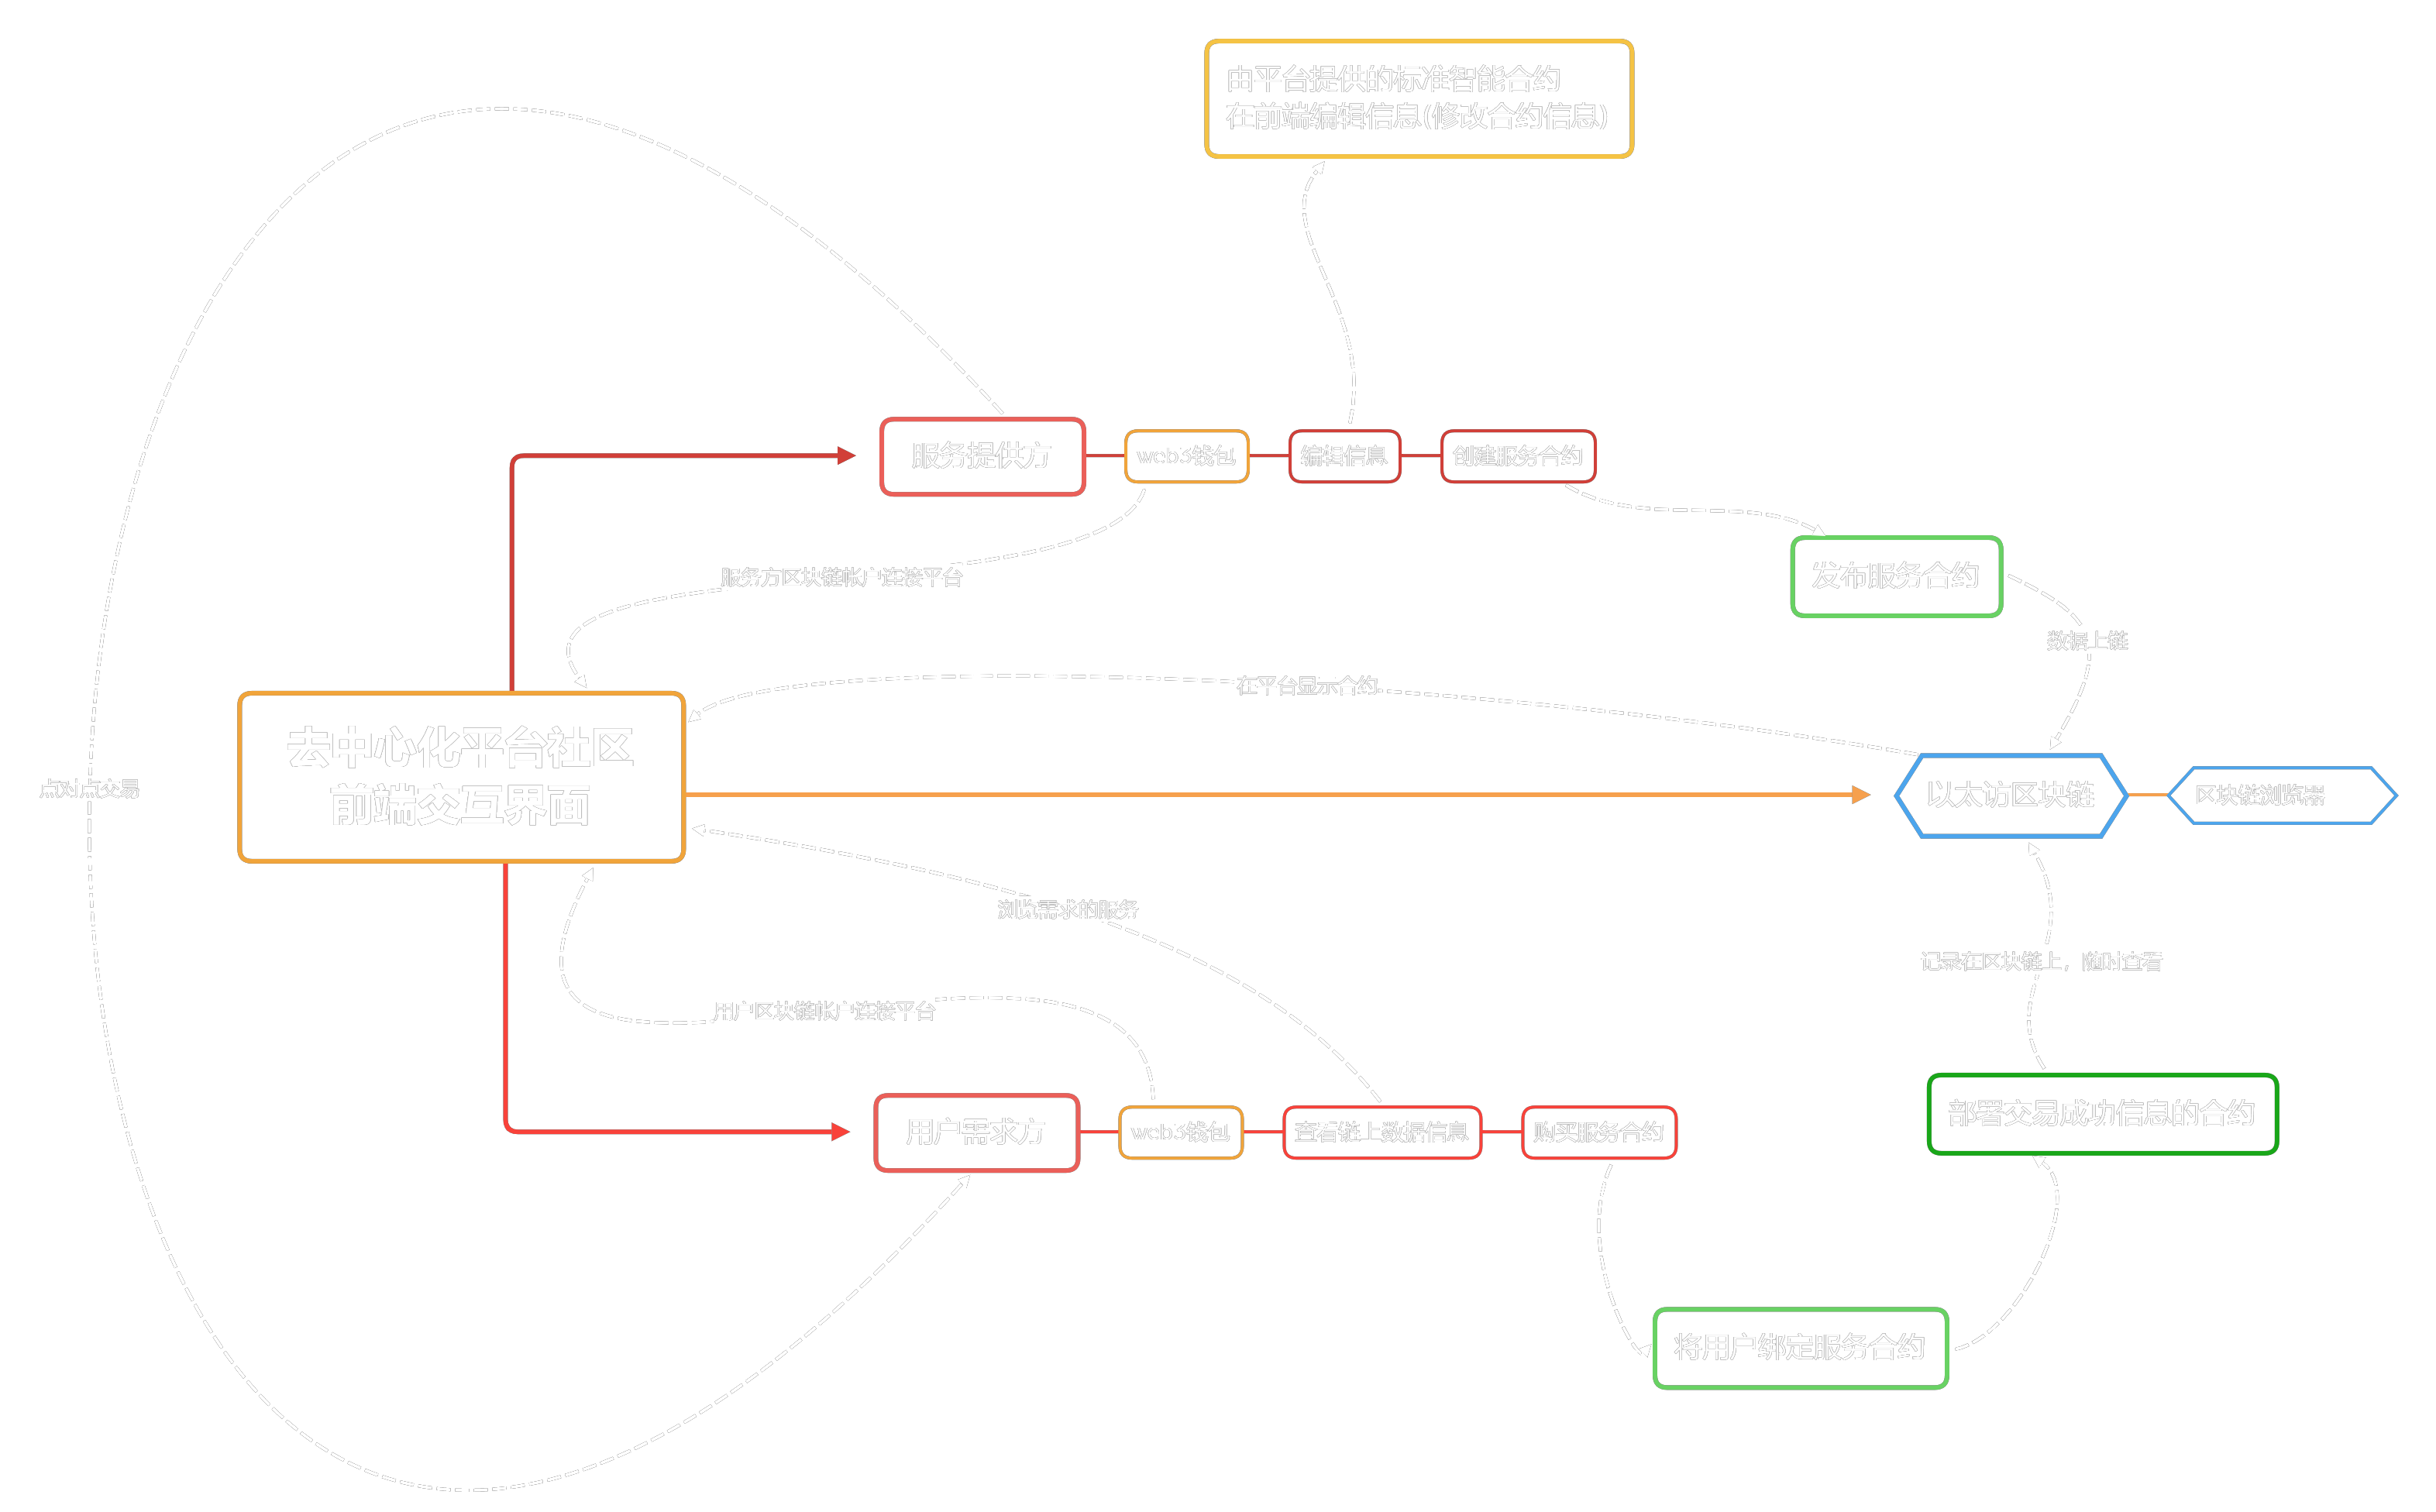 由平台提供的标准智能合约
在前端编辑信息(修改合约信息)
服务提供方
web3钱包
编辑信息
创建服务合约
发布服务合约
服务方区块链帐户连接平台
数据上链
在平台显示合约
去中心化平台社区
前端交互界面
点对点交易
以太访区块链
区块链浏览器
浏览需求的服务
记录在区块链上，随时查看
用户区块链帐户连接平台
用户需求方
web3钱包
查看链上数据信息
购买服务合约
部署交易成功信息的合约
将用户绑定服务合约